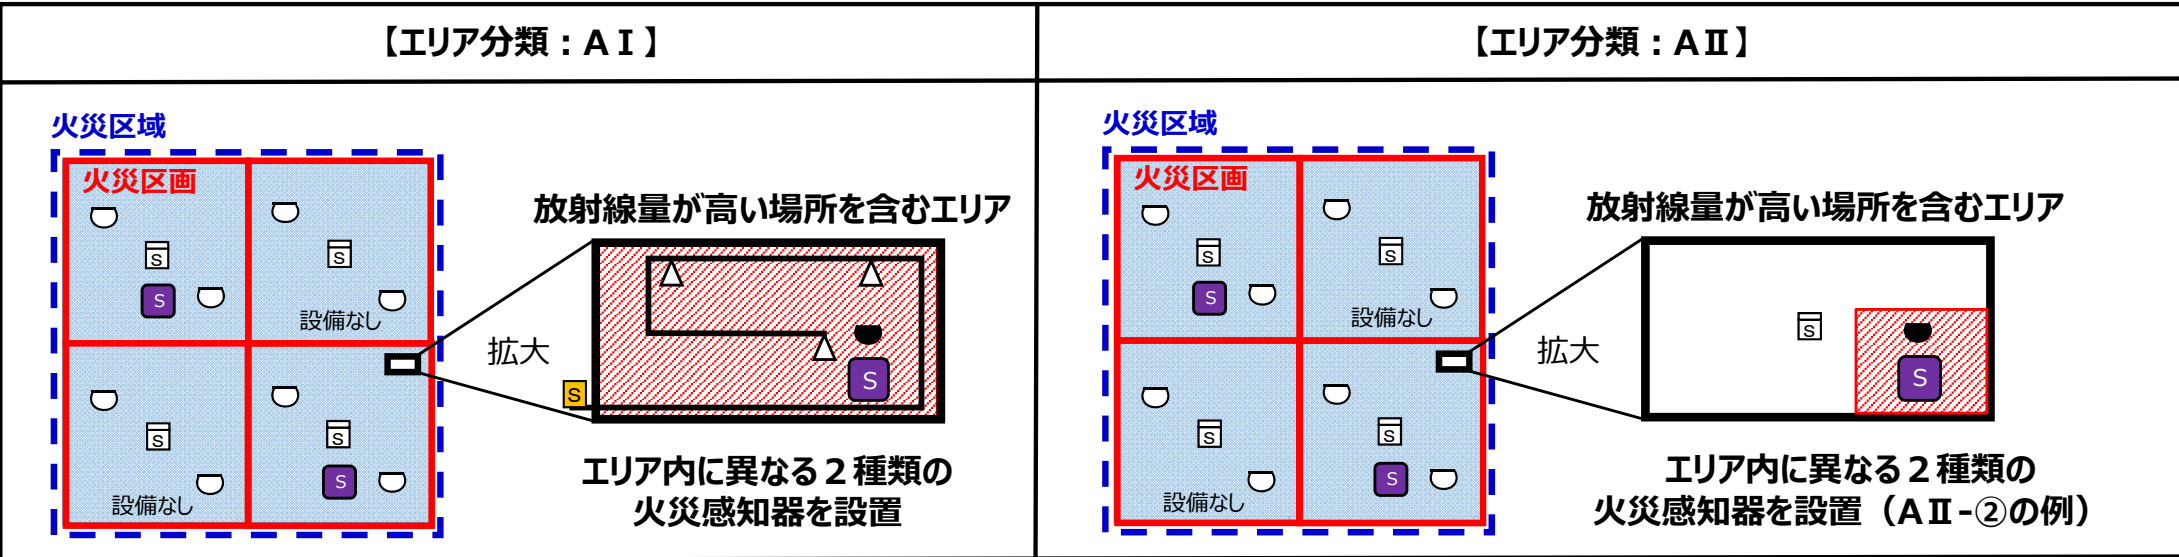 【エリア分類：AⅠ】
火災区域
火災区画
S
S
S
設備なし
S
設備なし
S
S
放射線量が高い場所を含むエリア
拡大
S
S
エリア内に異なる２種類の
火災感知器を設置
【エリア分類：AⅡ】
火災区域
火災区画
S
S
S
設備なし
S
設備なし
S
S
放射線量が高い場所を含むエリア
拡大
S
S
エリア内に異なる２種類の
火災感知器を設置（AⅡ-②の例）